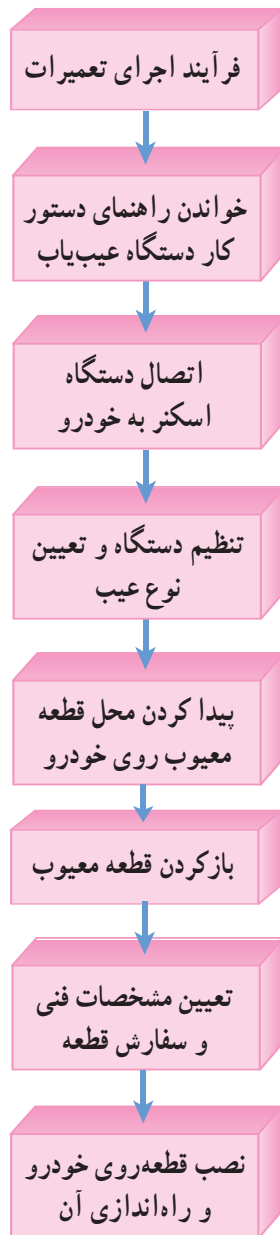 فرآیند اجرای تعمیرات
خواندن راهنمای دستور
کار دستگاه عیب‌یاب
اتصال دستگاه
اسکنر به خودرو
تنظیم دستگاه و تعیین
نوع عیب
پیدا کردن محل قطعه
معیوب روی خودرو
بازکردن قطعه معیوب
تعیین مشخصات فنی
و سفارش قطعه
نصب قطعه‌روی خودرو
و راه‌اندازی آن